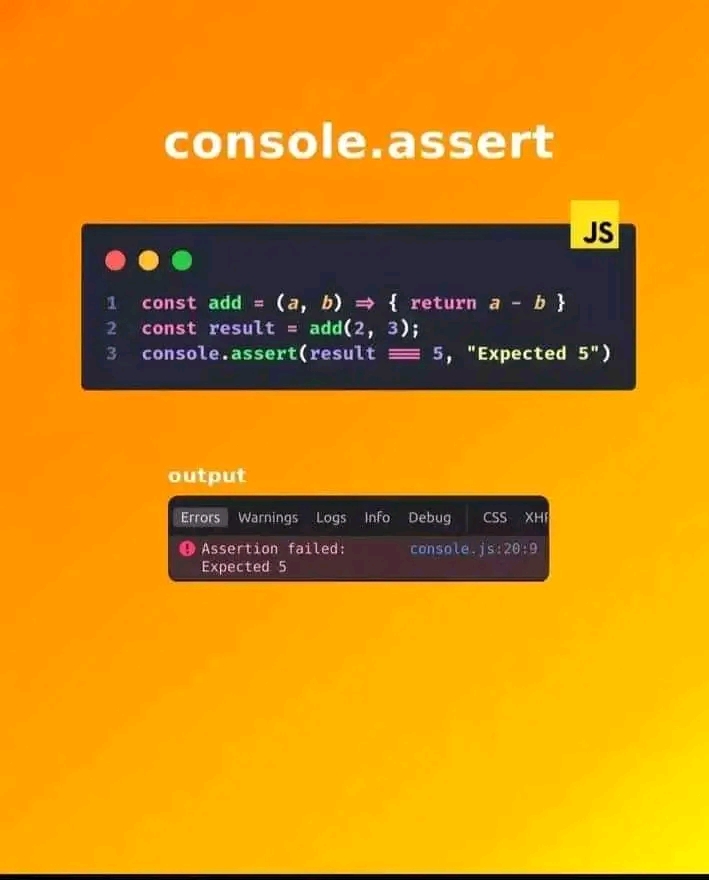 console.assert
JS
1 const add = (a, b) => { return a - b }
2 const result = add(2, 3);
3 console.assert(result === 5, "Expected 5")
output
Errors Warnings Logs Info Debug CSS XHR
Assertion failed: console.js:20:9
Expected 5